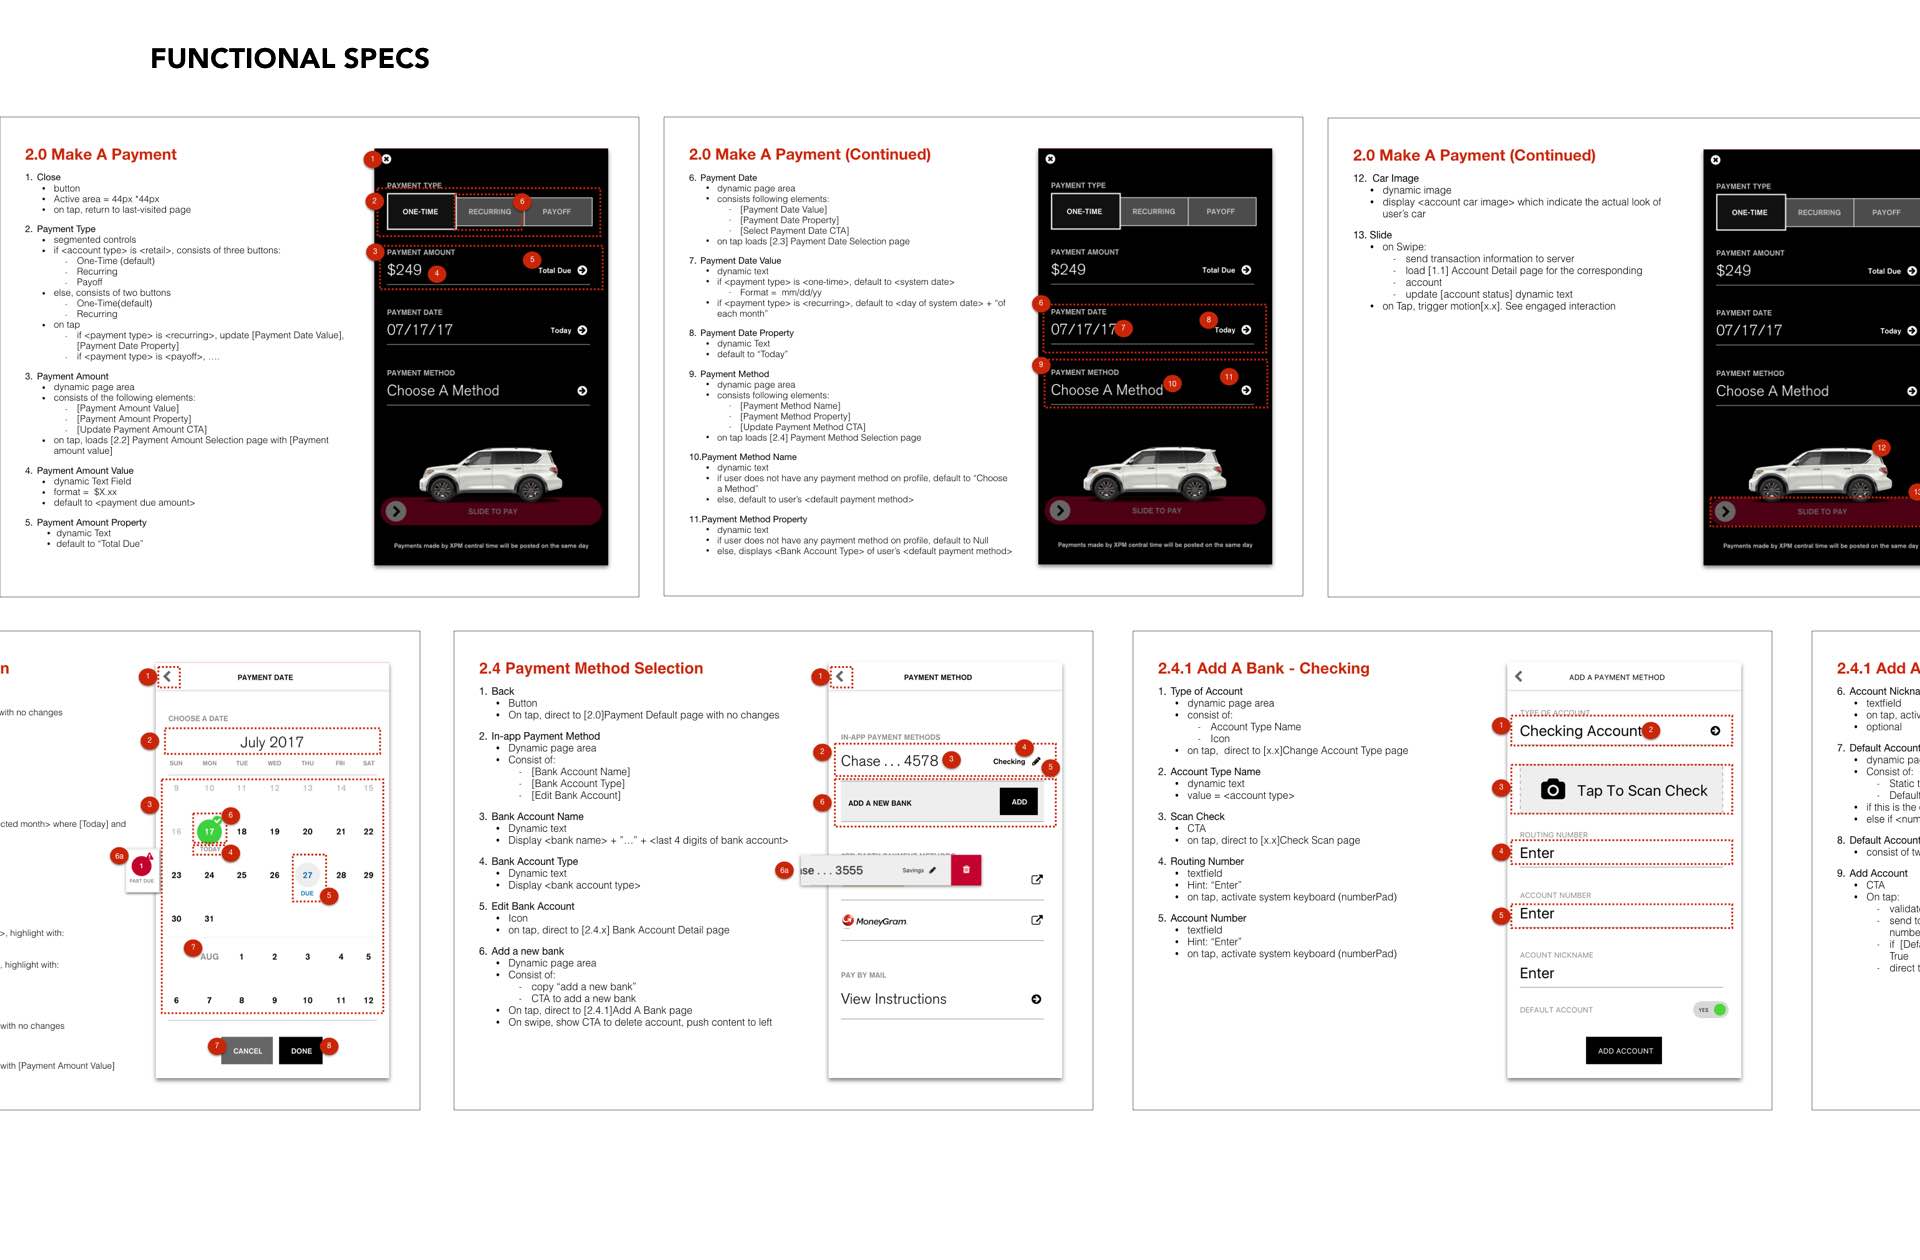 FUNCTIONAL SPECS
2.0 Make A Payment
1. Close
• button
• Active area = 44px *44px
• on tap, return to last-visited page
2. Payment Type
• segmented controls
• if <account type> is <retail>, consists of three buttons:
- One-Time (default)
- Recurring
- Payoff
• else, consists of two buttons
- One-Time(default)
- Recurring
• on tap
- if <payment type> is <recurring>, update [Payment Date Value],
[Payment Date Property]
- if <payment type> is <payoff>, ....
3. Payment Amount
• dynamic page area
• consists of the following elements:
- [Payment Amount Value]
- [Payment Amount Property]
- [Update Payment Amount CTA]
• on tap, loads [2.2] Payment Amount Selection page with [Payment
amount value]
4. Payment Amount Value
• dynamic Text Field
• format = $X.xx
• default to <payment due amount>
5. Payment Amount Property
• dynamic Text
• default to “Total Due”
1
PAYMENT TYPE
2
ONE-TIME
RECURRING
6
PAYOFF
3
PAYMENT AMOUNT
$249
4
5
Total Due
PAYMENT DATE
07/17/17
Today
PAYMENT METHOD
Choose A Method
SLIDE TO PAY
Payments made by XPM central time will be posted on the same day
2.0 Make A Payment (Continued)
6. Payment Date
• dynamic page area
• consists following elements:
- [Payment Date Value]
- [Payment Date Property]
- [Select Payment Date CTA]
• on tap loads [2.3] Payment Date Selection page
7. Payment Date Value
• dynamic text
• if <payment type> is <one-time>, default to <system date>
- Format = mm/dd/yy
• if <payment type> is <recurring>, default to <day of system date> + “of
each month”
8. Payment Date Property
• dynamic Text
• default to “Today”
9. Payment Method
• dynamic page area
• consists following elements:
- [Payment Method Name]
- [Payment Method Property]
- [Update Payment Method CTA]
• on tap loads [2.4] Payment Method Selection page
10.Payment Method Name
• dynamic text
• if user does not have any payment method on profile, default to “Choose
a Method”
• else, default to user’s <default payment method>
11.Payment Method Property
• dynamic text
• if user does not have any payment method on profile, default to Null
• else, displays <Bank Account Type> of user’s <default payment method>
PAYMENT TYPE
ONE-TIME
RECURRING
PAYOFF
PAYMENT AMOUNT
$249
Total Due
6
PAYMENT DATE
07/17/17
7
8
Today
9
PAYMENT METHOD
Choose A Method
10
11
SLIDE TO PAY
Payments made by XPM central time will be posted on the same day
2.0 Make A Payment (Continued)
12. Car Image
• dynamic image
• display <account car image> which indicate the actual look of
user’s car
13. Slide
• on Swipe:
- send transaction information to server
- load [1.1] Account Detail page for the corresponding
- account
- update [account status] dynamic text
• on Tap, trigger motion[x.x]. See engaged interaction
PAYMENT TYPE
ONE-TIME
RECURRING
PAYOFF
PAYMENT AMOUNT
$249
Total Due
PAYMENT DATE
07/17/17
Today
PAYMENT METHOD
Choose A Method
12
13
SLIDE TO PAY
Payments made by XPM central time will be posted on the same day
n
with no changes
cted month> where [Today] and
>, highlight with:
, highlight with:
with no changes
with [Payment Amount Value]
1
PAYMENT DATE
CHOOSE A DATE
2
July 2017
SUN MON TUE WED THU FRI SAT
3
9 10 11 12 13 14 15
6
16 17 18 19 20 21 22
TODAY
4
6a
1
PAST DUE
23 24 25 26 27 28 29
DUE
5
30 31
7
AUG 1 2 3 4 5
6 7 8 9 10 11 12
7
CANCEL
DONE
8
2.4 Payment Method Selection
1. Back
• Button
• On tap, direct to [2.0]Payment Default page with no changes
2. In-app Payment Method
• Dynamic page area
• Consist of:
- [Bank Account Name]
- [Bank Account Type]
- [Edit Bank Account]
3. Bank Account Name
• Dynamic text
• Display <bank name> + “...” + <last 4 digits of bank account>
4. Bank Account Type
• Dynamic text
• Display <bank account type>
5. Edit Bank Account
• Icon
• on tap, direct to [2.4.x] Bank Account Detail page
6. Add a new bank
• Dynamic page area
• Consist of:
- copy “add a new bank”
- CTA to add a new bank
• On tap, direct to [2.4.1]Add A Bank page
• On swipe, show CTA to delete account, push content to left
1
PAYMENT METHOD
IN-APP PAYMENT METHODS
2
Chase . . . 4578
3
4
Checking
5
6
ADD A NEW BANK
ADD
6a
se . . . 3555
Savings
MoneyGram.
PAY BY MAIL
View Instructions
2.4.1 Add A Bank - Checking
1. Type of Account
• dynamic page area
• consist of:
- Account Type Name
- Icon
• on tap, direct to [x.x]Change Account Type page
2. Account Type Name
• dynamic text
• value = <account type>
3. Scan Check
• CTA
• on tap, direct to [x.x]Check Scan page
4. Routing Number
• textfield
• Hint: “Enter”
• on tap, activate system keyboard (numberPad)
5. Account Number
• textfield
• Hint: “Enter”
• on tap, activate system keyboard (numberPad)
ADD A PAYMENT METHOD
TYPE OF ACCOUNT
1
Checking Account
2
3
Tap To Scan Check
ROUTING NUMBER
4
Enter
ACCOUNT NUMBER
5
Enter
ACOUNT NICKNAME
Enter
DEFAULT ACCOUNT
YES
ADD ACCOUNT
2.4.1 Add A
6. Account Nickna
• textfield
• on tap, activ
• optional
7. Default Account
• dynamic pag
• Consist of:
- Static t
- Default
• if this is the
• else if <num
8. Default Account
• consist of tw
9. Add Account
• CTA
• On tap:
- validate
- send to
numbe
- if [Defa
True
- direct t